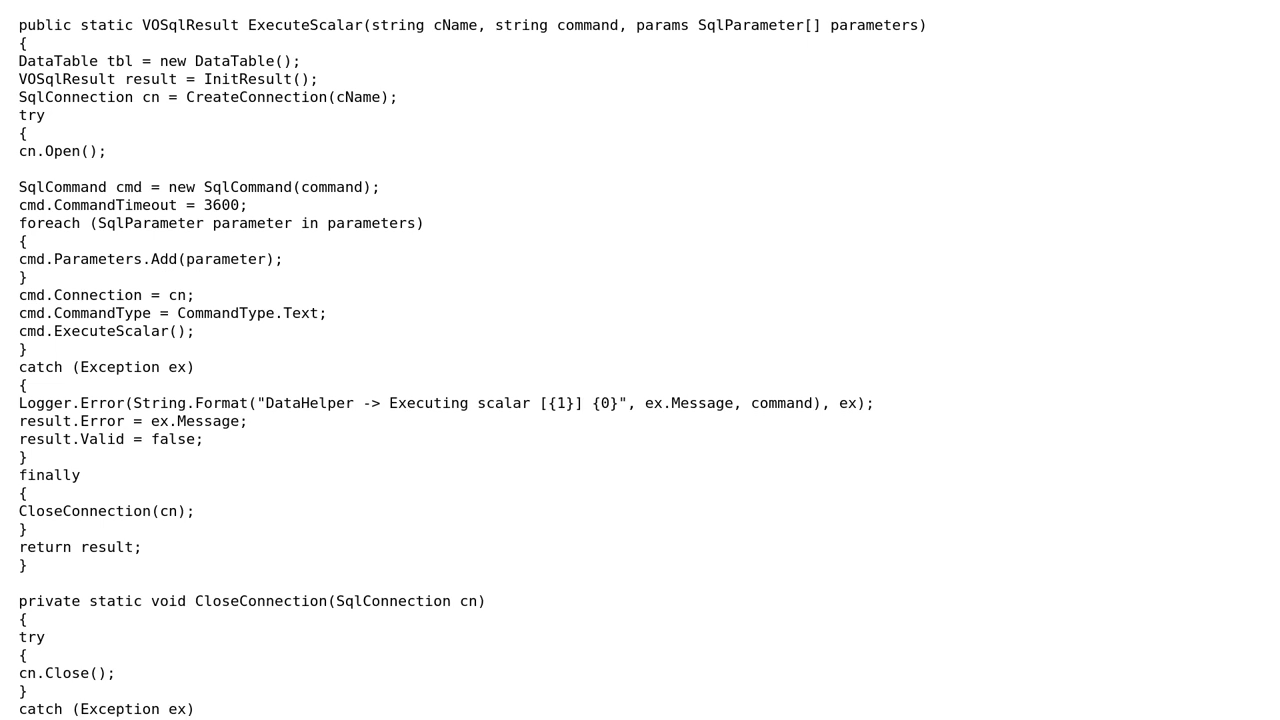 public static VOSqlResult ExecuteScalar(string cName, string command, params SqlParameter[] parameters)
{
DataTable tbl = new DataTable();
VOSqlResult result = InitResult();
SqlConnection cn = CreateConnection(cName);
try
{
cn.Open();

SqlCommand cmd = new SqlCommand(command);
cmd.CommandTimeout = 3600;
foreach (SqlParameter parameter in parameters)
{
cmd.Parameters.Add(parameter);
}
cmd.Connection = cn;
cmd.CommandType = CommandType.Text;
cmd.ExecuteScalar();
}
catch (Exception ex)
{
Logger.Error(String.Format("DataHelper -> Executing scalar [{1}] {0}", ex.Message, command), ex);
result.Error = ex.Message;
result.Valid = false;
}
finally
{
CloseConnection(cn);
}
return result;
}

private static void CloseConnection(SqlConnection cn)
{
try
{
cn.Close();
}
catch (Exception ex)